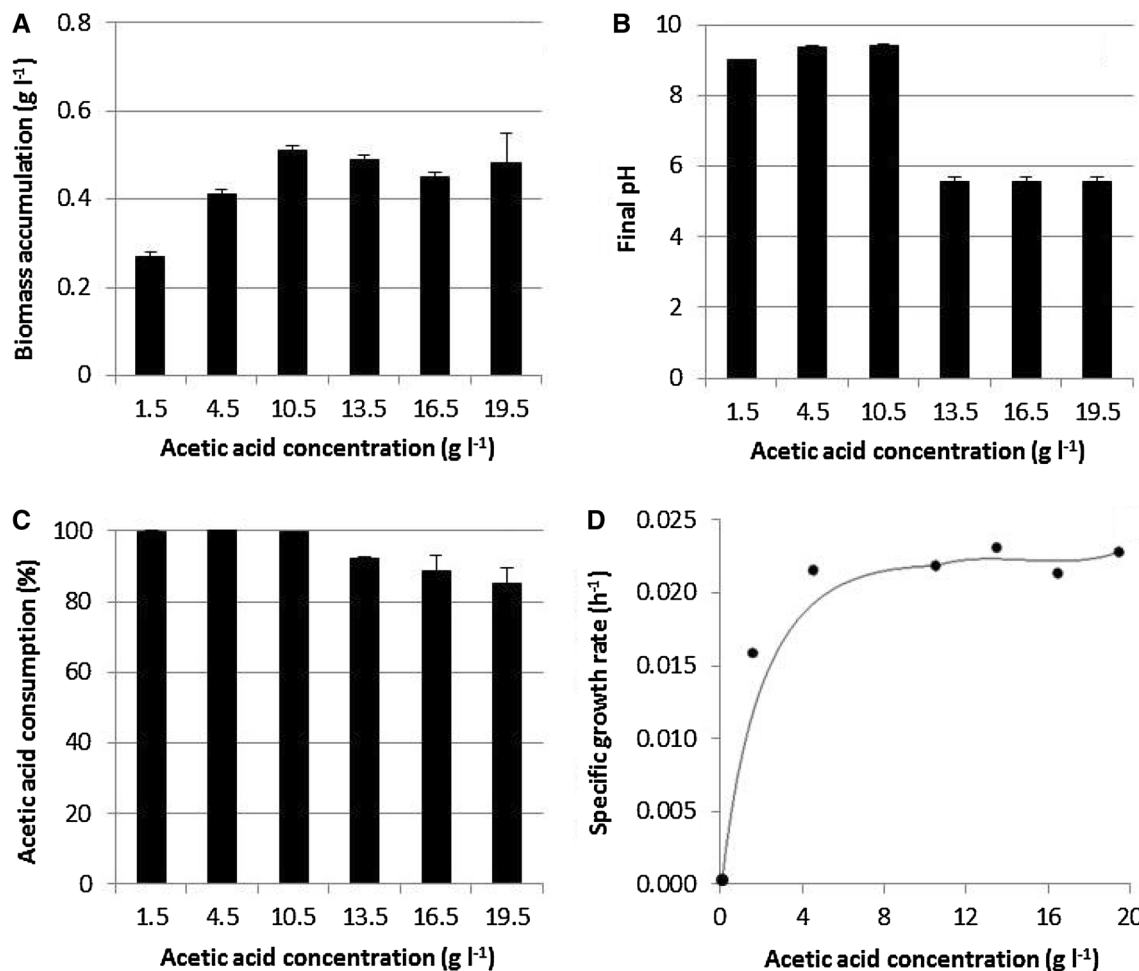 A
Biomass accumulation (g l⁻¹)
0.8
0.6
0.4
0.2
0
1.5 4.5 10.5 13.5 16.5 19.5
Acetic acid concentration (g l⁻¹)
B
Final pH
10
8
6
4
2
0
1.5 4.5 10.5 13.5 16.5 19.5
Acetic acid concentration (g l⁻¹)
C
Acetic acid consumption (%)
100
80
60
40
20
0
1.5 4.5 10.5 13.5 16.5 19.5
Acetic acid concentration (g l⁻¹)
D
Specific growth rate (h⁻¹)
0.025
0.020
0.015
0.010
0.005
0.000
0 4 8 12 16 20
Acetic acid concentration (g l⁻¹)